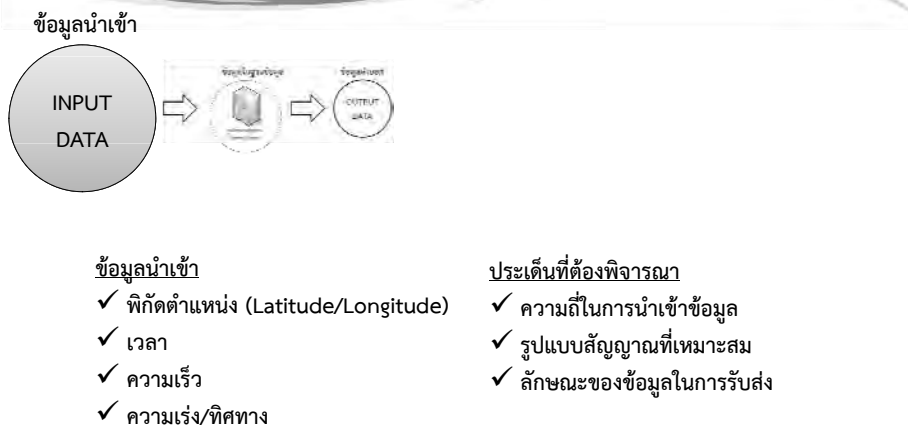 ข้อมูลนำเข้า
INPUT
DATA
OUTPUT
DATA
ข้อมูลนำเข้า
✓ พิกัดตำแหน่ง (Latitude/Longitude)
✓ เวลา
✓ ความเร็ว
✓ ความเร่ง/ทิศทาง
ประเด็นที่ต้องพิจารณา
✓ ความถี่ในการนำเข้าข้อมูล
✓ รูปแบบสัญญาณที่เหมาะสม
✓ ลักษณะของข้อมูลในการรับส่ง